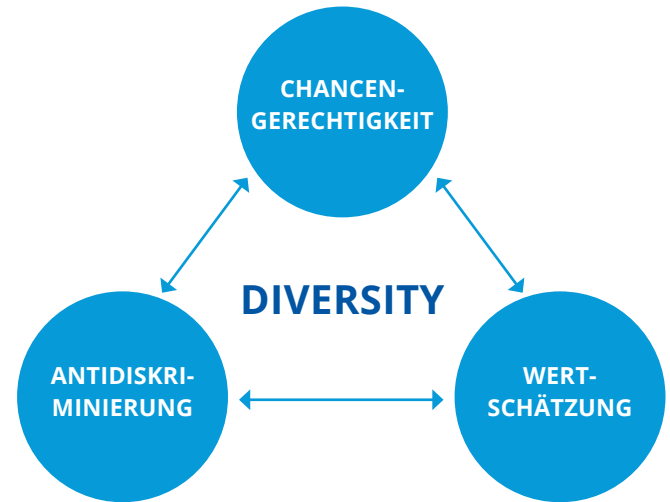 CHANCEN-
GERECHTIGKEIT
DIVERSITY
ANTIDISKRI-
MINIERUNG
WERT-
SCHÄTZUNG